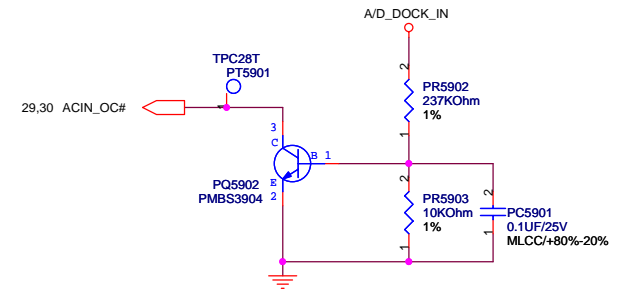 A/D_DOCK_IN
TPC28T
PT5901
29,30 ACIN_OC#
2
PR5902
237KOhm
1%
1
3
C
B 1
E
2
PQ5902
PMBS3904
2
PR5903
10KOhm
1%
1
2
PC5901
0.1UF/25V
1
MLCC/+80%-20%